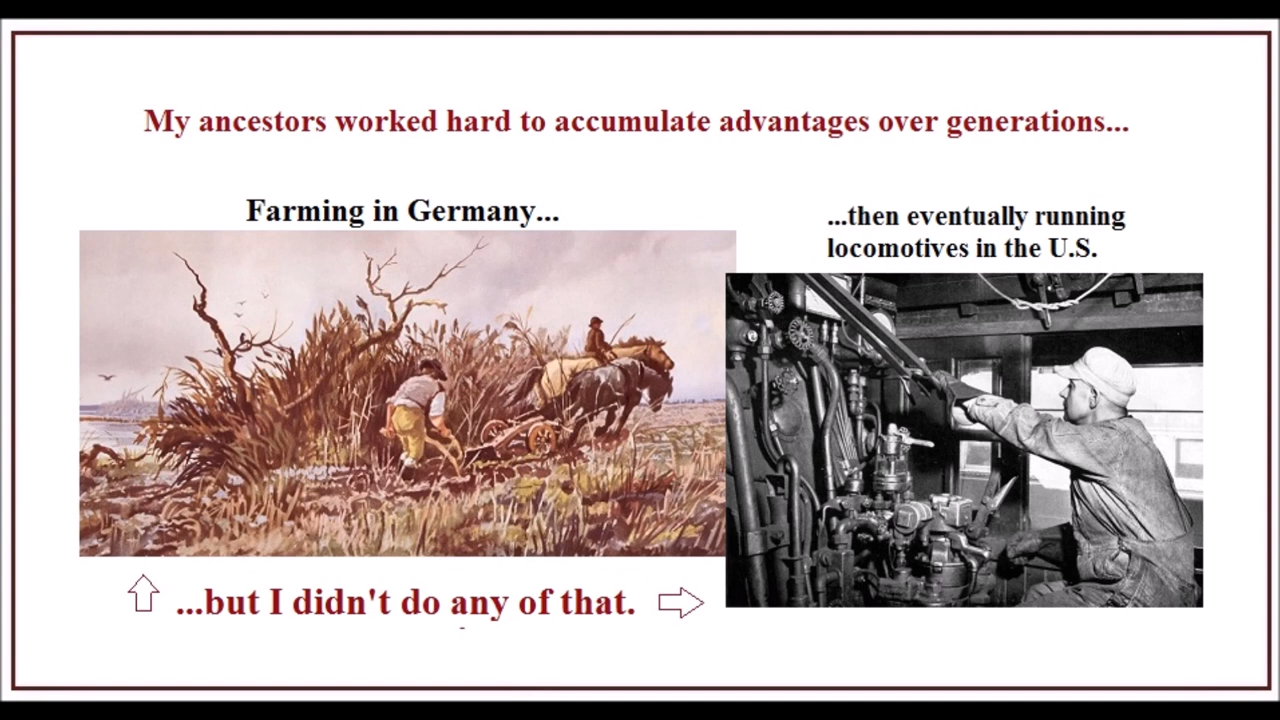 My ancestors worked hard to accumulate advantages over generations...
Farming in Germany...
...then eventually running
locomotives in the U.S.
...but I didn't do any of that.